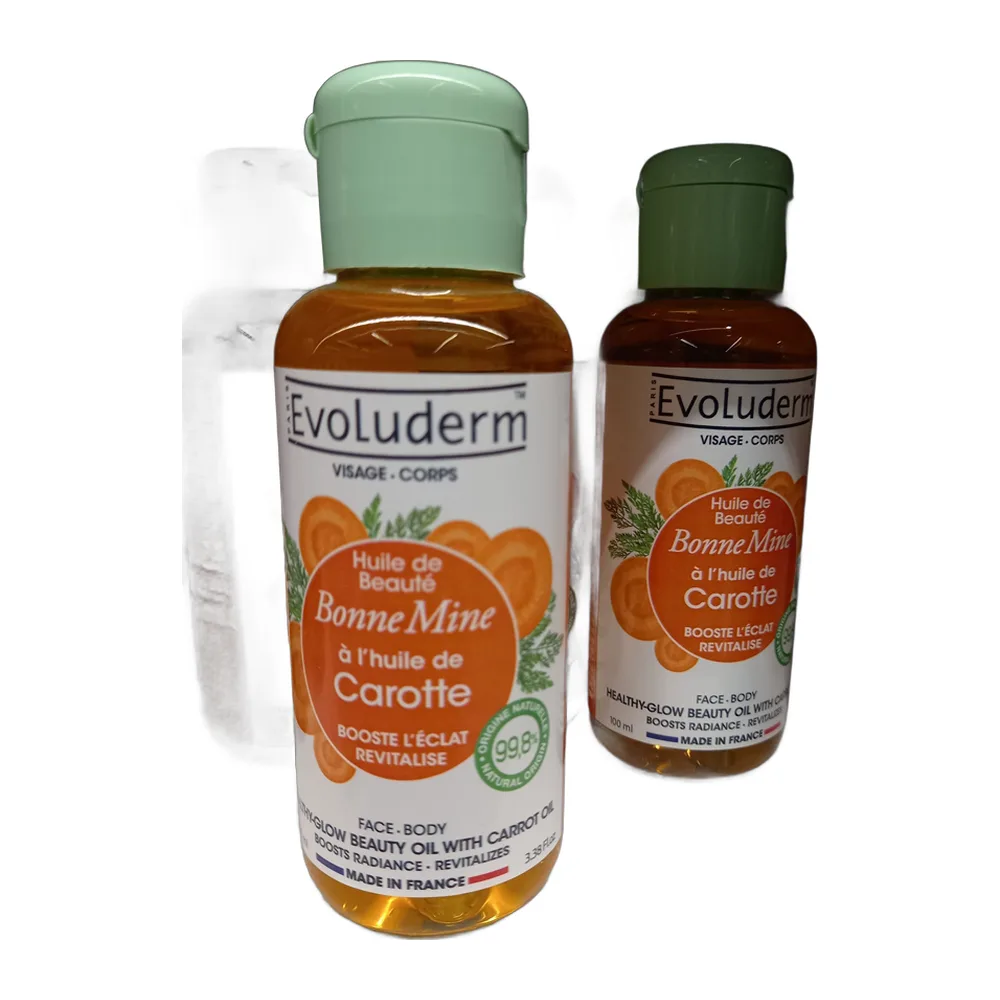 PARIS
Evoluderm™
VISAGE • CORPS
Huile de
Beauté
Bonne Mine
à l'huile de
Carotte
BOOSTE L'ÉCLAT
REVITALISE
ORIGINE NATURELLE
99,8%
NATURAL ORIGIN
FACE • BODY
BEAUTY OIL WITH CARROT OIL
BOOSTS RADIANCE • REVITALIZES
3.38 Fl.oz
MADE IN FRANCE
PARIS
Evoluderm
VISAGE • CORPS
Huile de
Beauté
Bonne Mine
à l'huile de
Carotte
BOOSTE L'ÉCLAT
REVITALISE
FACE • BODY
HEALTHY-GLOW BEAUTY OIL WITH
BOOSTS RADIANCE • REVITALIZES
100 ml
MADE IN FRANCE